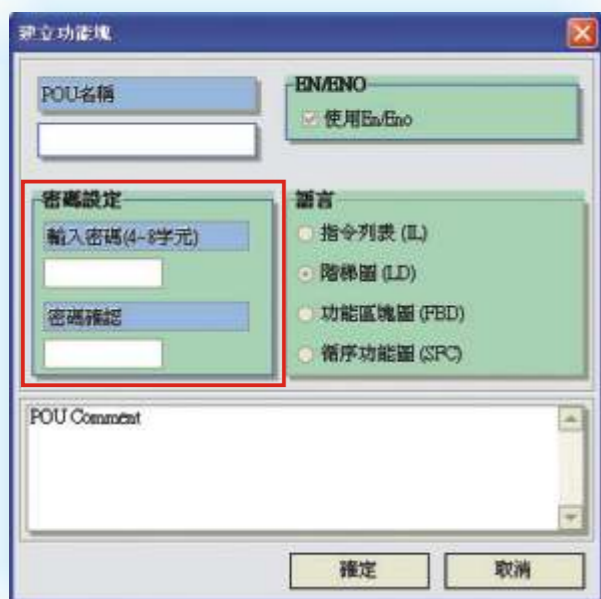 建立功能塊
POU名稱
EN/ENO
使用En/Eno
密碼設定
輸入密碼(4~8字元)
密碼確認
語言
指令列表 (IL)
階梯圖 (LD)
功能區塊圖 (FBD)
循序功能圖 (SFC)
POU Comment
確定
取消